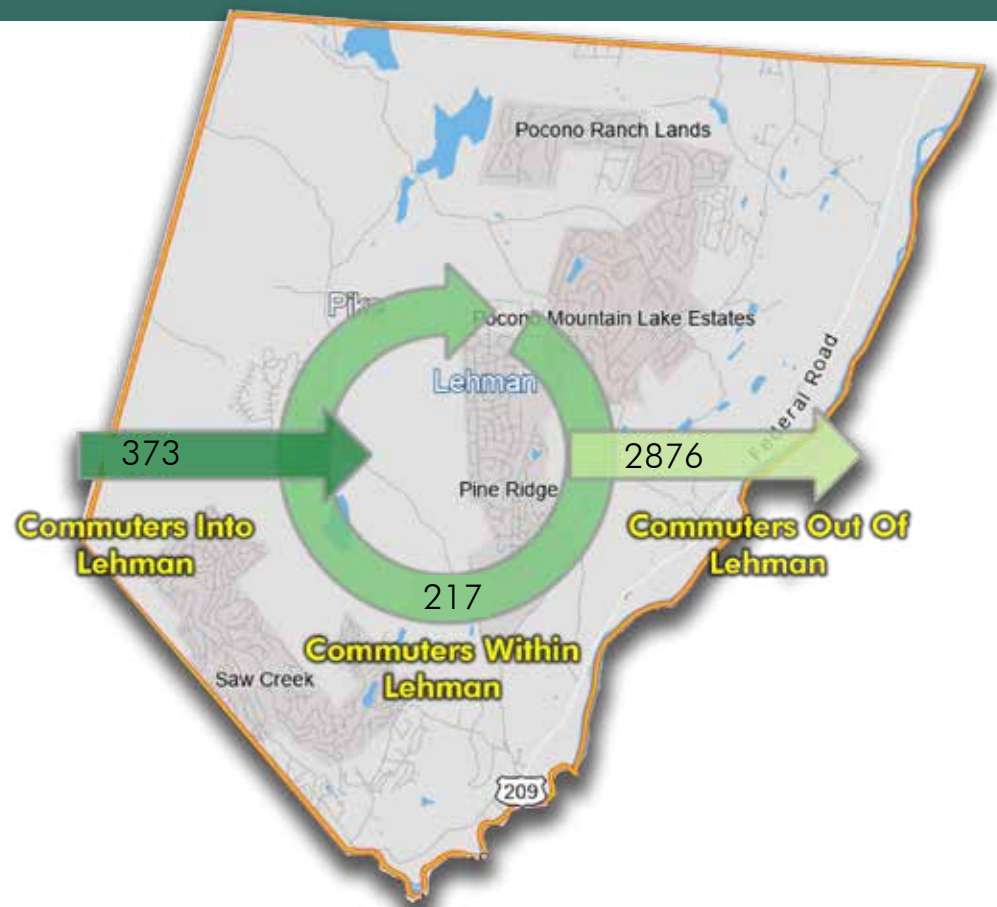 Pocono Ranch Lands
Pocono Mountain Lake Estates
Lehman
Federal Road
373
2876
Pine Ridge
Commuters Into
Lehman
Commuters Out Of
Lehman
217
Commuters Within
Lehman
Saw Creek
209